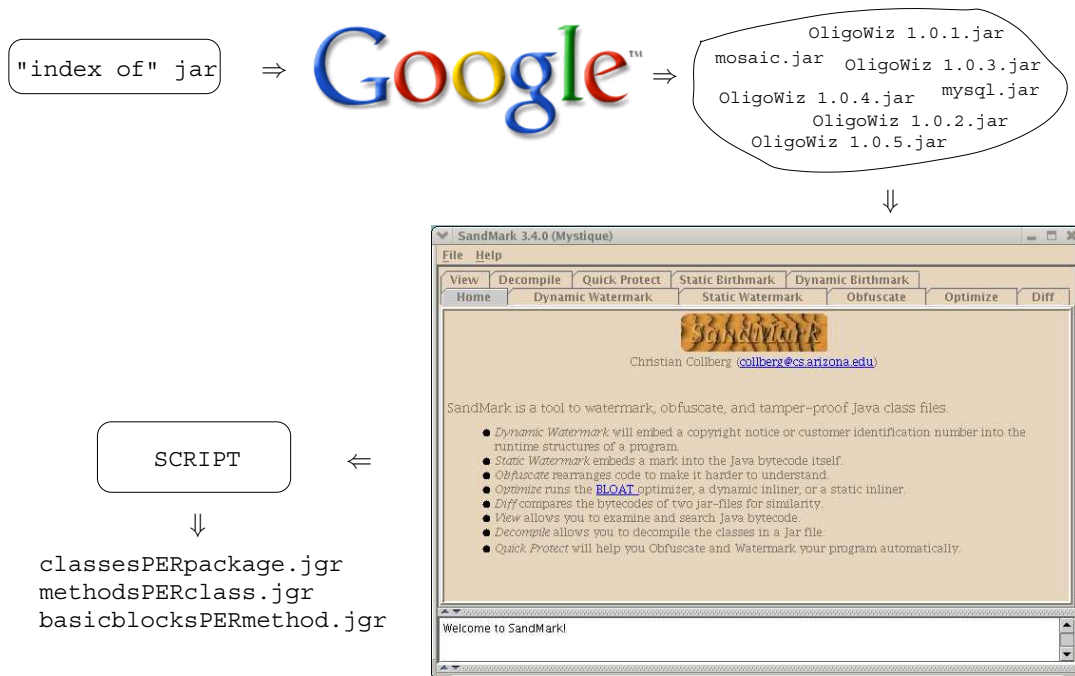 "index of" jar
⇒
Google™
⇒
OligoWiz 1.0.1.jar
mosaic.jar
OligoWiz 1.0.3.jar
OligoWiz 1.0.4.jar
mysql.jar
OligoWiz 1.0.2.jar
OligoWiz 1.0.5.jar
⇓
SandMark 3.4.0 (Mystique)
File Help
View Decompile Quick Protect Static Birthmark Dynamic Birthmark
Home Dynamic Watermark Static Watermark Obfuscate Optimize Diff
SandMark
Christian Collberg (collberg@cs.arizona.edu)
SandMark is a tool to watermark, obfuscate, and tamper-proof Java class files.
● Dynamic Watermark will embed a copyright notice or customer identification number into the
runtime structures of a program.
● Static Watermark embeds a mark into the Java bytecode itself.
● Obfuscate rearranges code to make it harder to understand.
● Optimize runs the BLOAT optimizer, a dynamic inliner, or a static inliner.
● Diff compares the bytecodes of two jar-files for similarity.
● View allows you to examine and search Java bytecode.
● Decompile allows you to decompile the classes in a Jar file.
● Quick Protect will help you Obfuscate and Watermark your program automatically.
Welcome to SandMark!
⇐
SCRIPT
⇓
classesPERpackage.jgr
methodsPERclass.jgr
basicblocksPERmethod.jgr